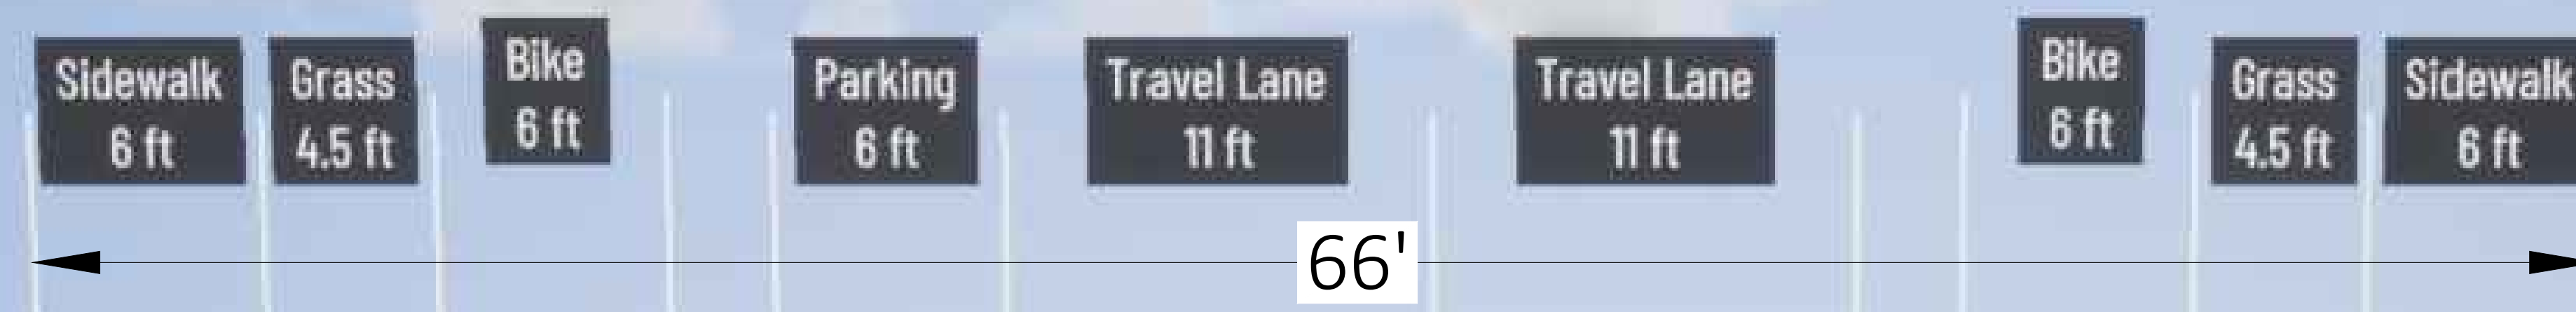 Sidewalk
6 ft
Grass
4.5 ft
Bike
6 ft
Parking
6 ft
Travel Lane
11 ft
Travel Lane
11 ft
Bike
6 ft
Grass
4.5 ft
Sidewalk
6 ft
66'